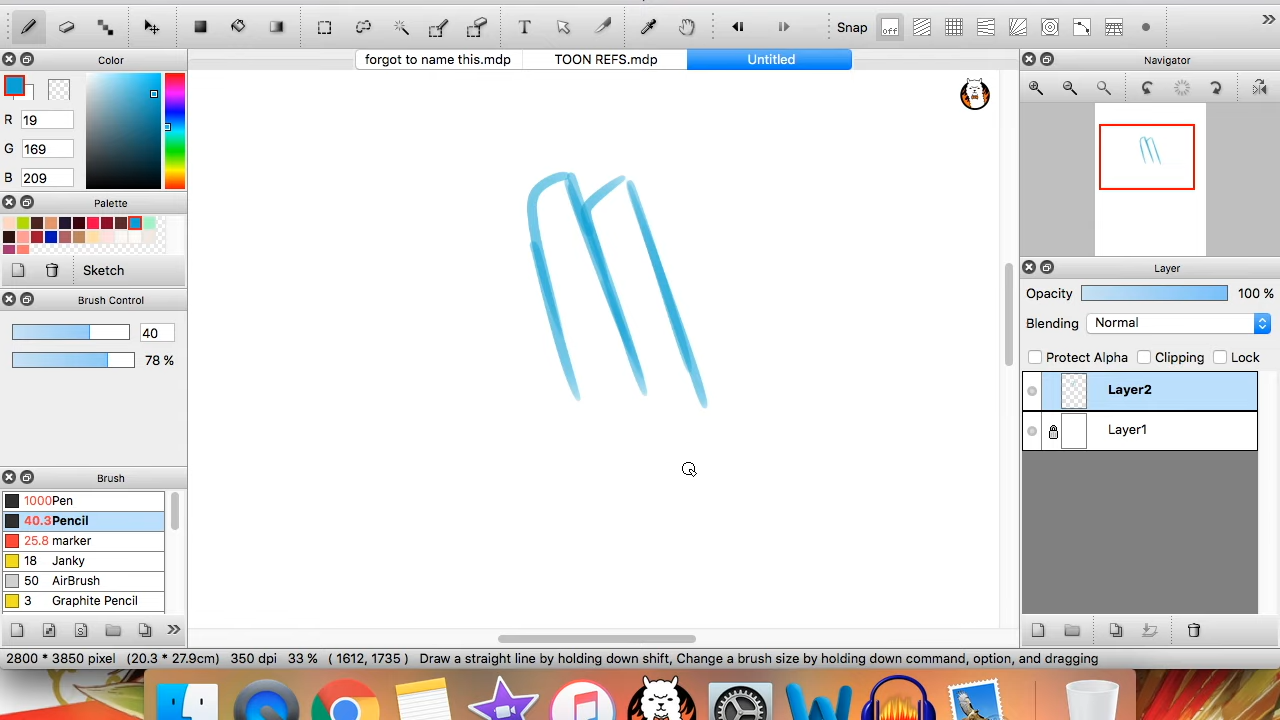 T
Snap
off
Color
forgot to name this.mdp
TOON REFS.mdp
Untitled
Navigator
R 19
G 169
B 209
Palette
Sketch
Layer
Opacity 100 %
Blending Normal
Brush Control
40
78 %
Protect Alpha Clipping Lock
Layer2
Layer1
Brush
1000Pen
40.3Pencil
25.8 marker
18 Janky
50 AirBrush
3 Graphite Pencil
S
2800 * 3850 pixel (20.3 * 27.9cm) 350 dpi 33 % ( 1612, 1735 ) Draw a straight line by holding down shift, Change a brush size by holding down command, option, and dragging